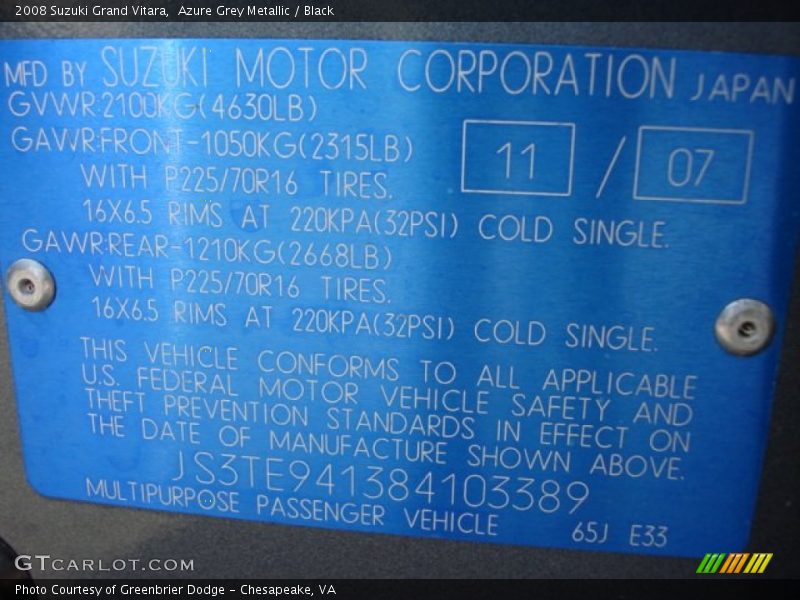 2008 Suzuki Grand Vitara,  Azure Grey Metallic / Black
MFD BY SUZUKI MOTOR CORPORATION JAPAN
GVWR:2100KG(4630LB)
GAWR:FRONT-1050KG(2315LB)
11 / 07
WITH P225/70R16 TIRES.
16X6.5 RIMS AT 220KPA(32PSI) COLD SINGLE.
GAWR:REAR-1210KG(2668LB)
WITH P225/70R16 TIRES.
16X6.5 RIMS AT 220KPA(32PSI) COLD SINGLE.
THIS VEHICLE CONFORMS TO ALL APPLICABLE
U.S. FEDERAL MOTOR VEHICLE SAFETY AND
THEFT PREVENTION STANDARDS IN EFFECT ON
THE DATE OF MANUFACTURE SHOWN ABOVE.
JS3TE941384103389
MULTIPURPOSE PASSENGER VEHICLE 65J E33
GTCARLOT.COM
Photo Courtesy of Greenbrier Dodge - Chesapeake, VA